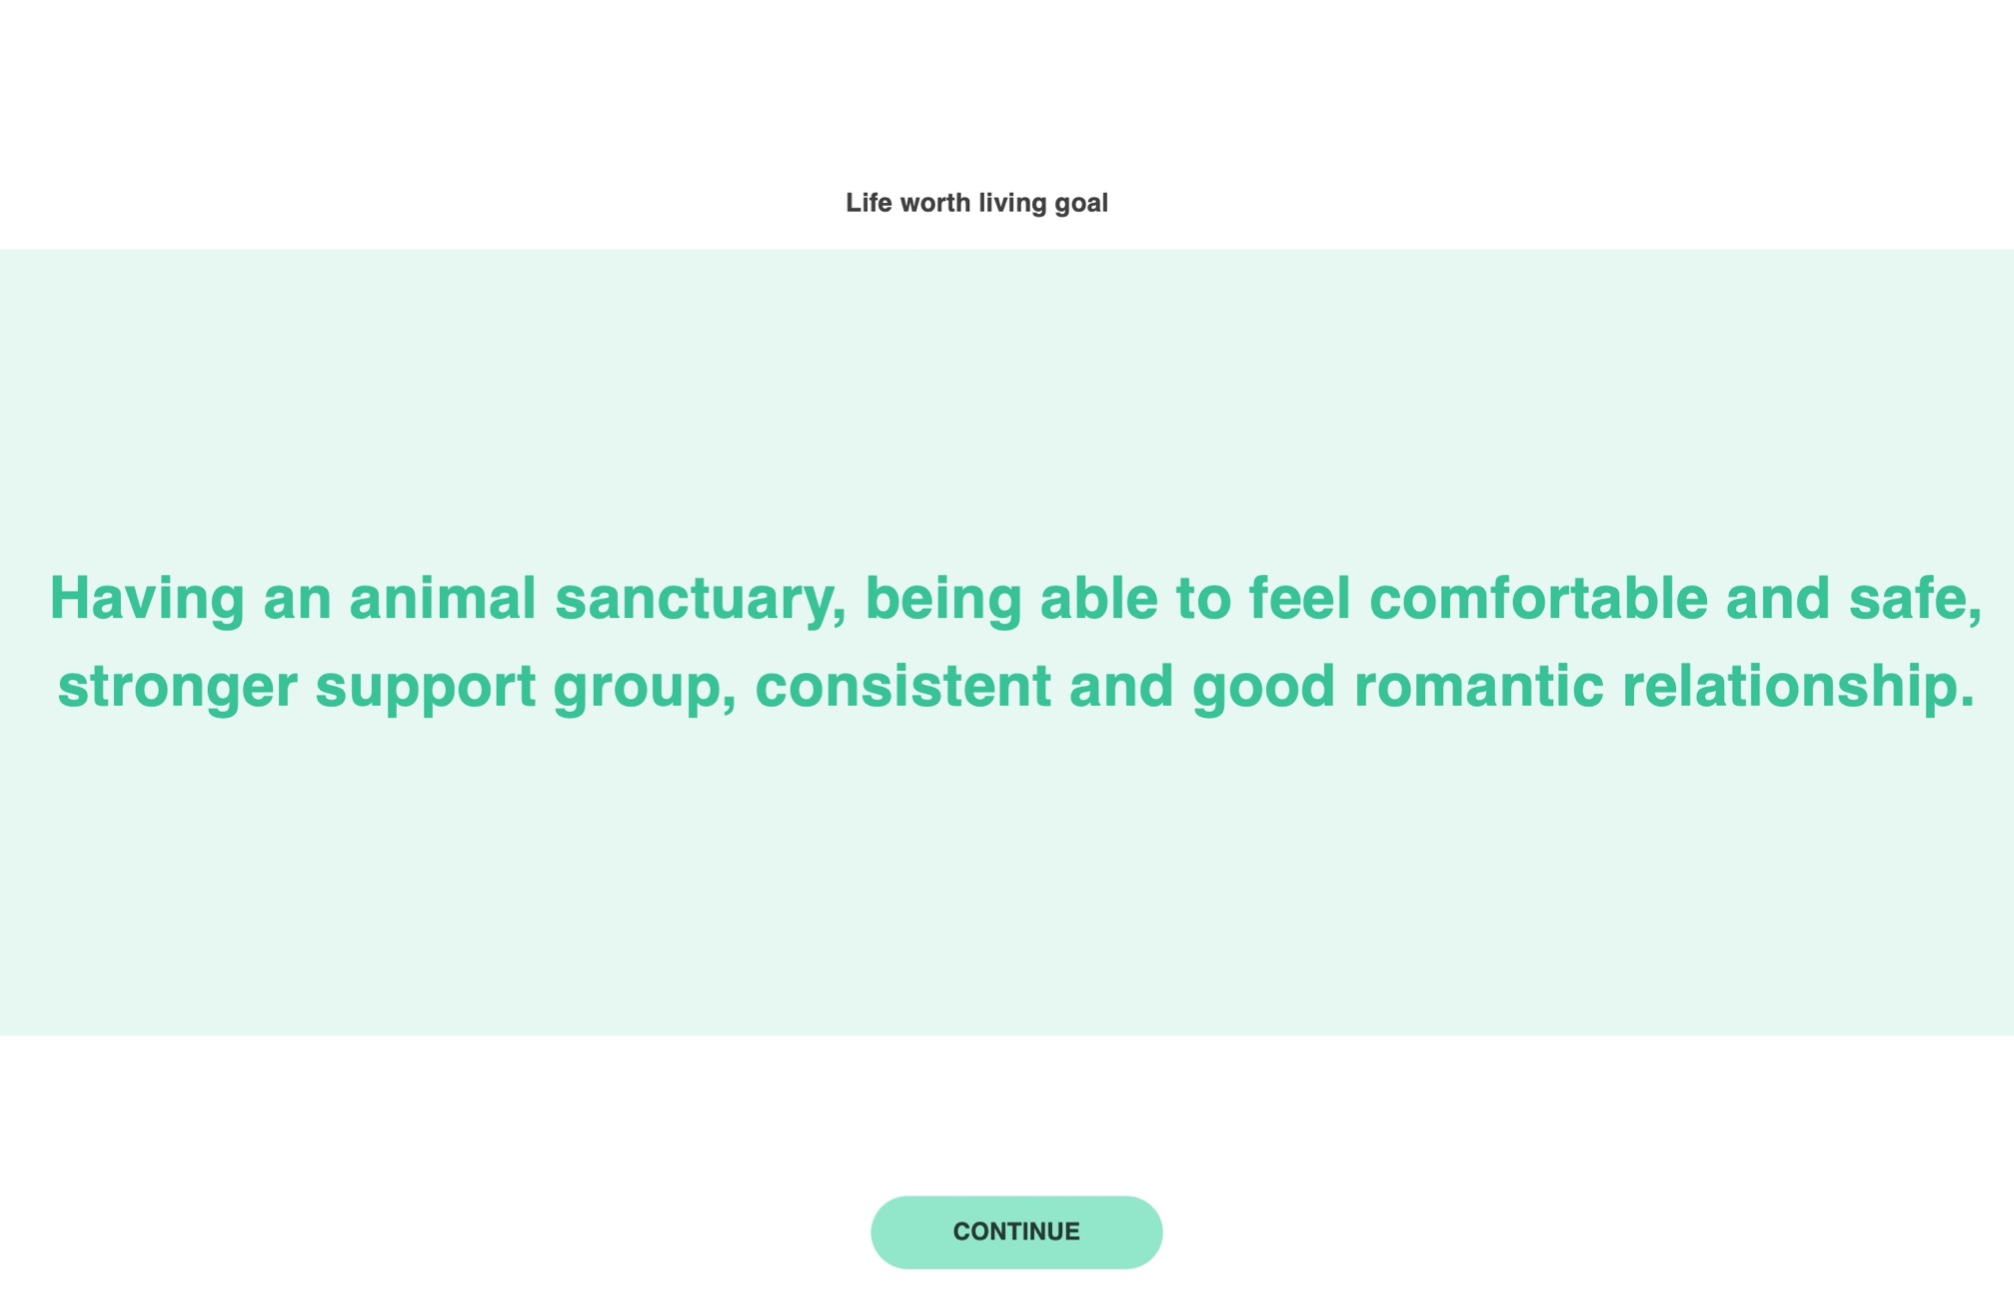 Life worth living goal
Having an animal sanctuary, being able to feel comfortable and safe,
stronger support group, consistent and good romantic relationship.
CONTINUE